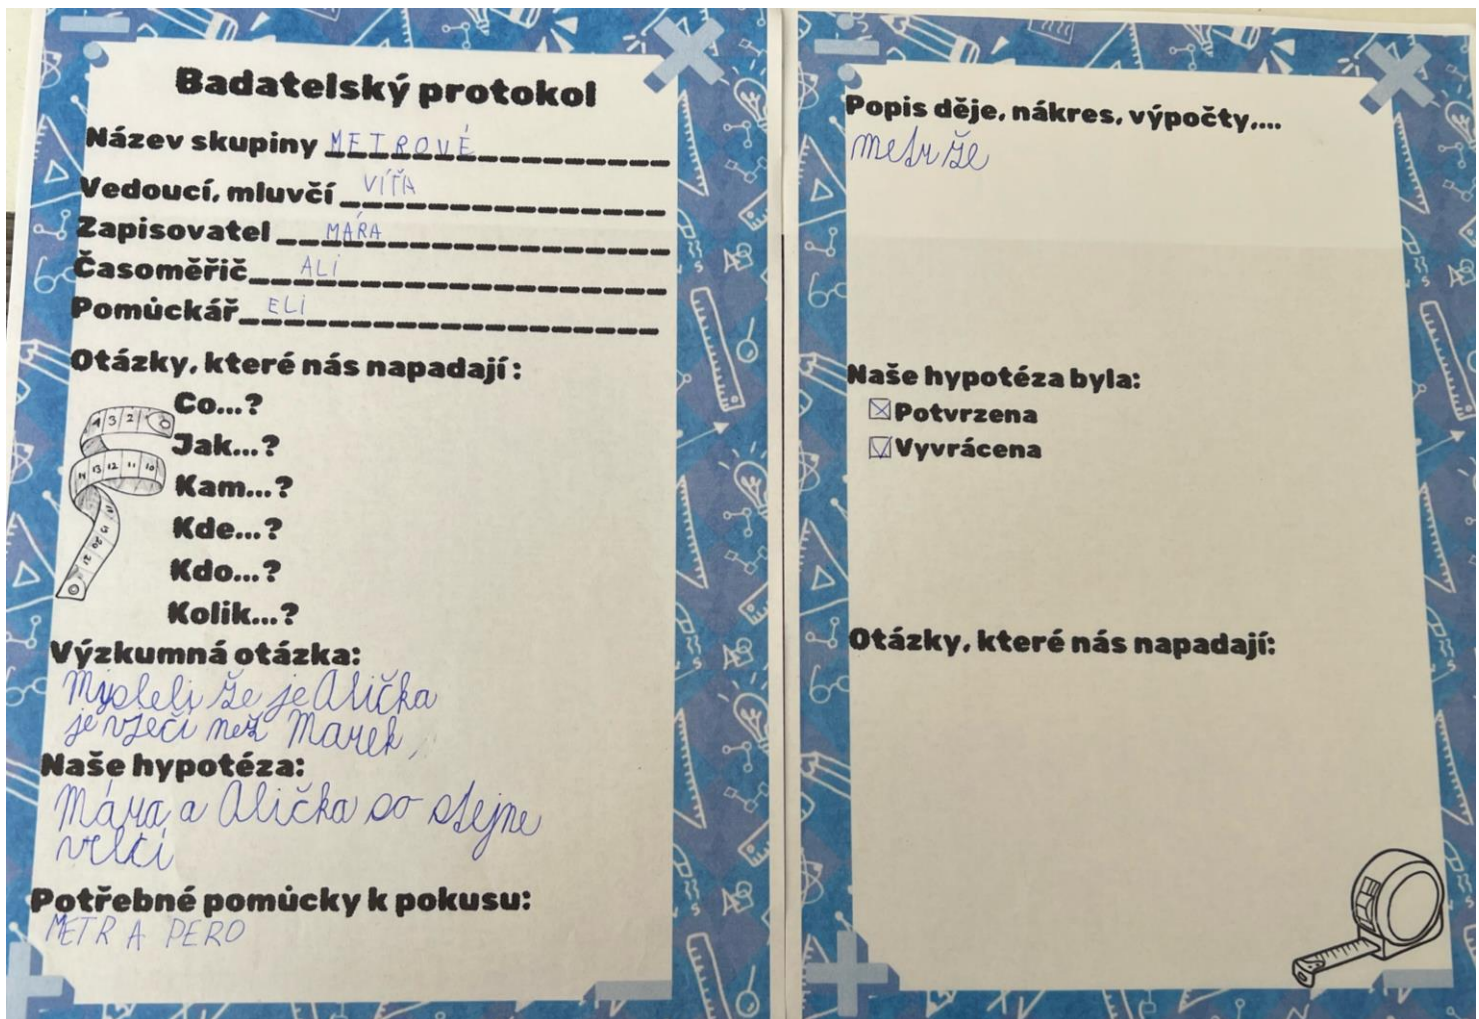 Badatelský protokol
Název skupiny METROVÉ
Vedoucí, mluvčí VÍŤA
Zapisovatel MÁRA
Časoměřič ALI
Pomůckář ELI
Otázky, které nás napadají:
Co...?
Jak...?
Kam...?
Kde...?
Kdo...?
Kolik...?
Výzkumná otázka:
Mysleli že je Alička
je vječí než Marek,
Naše hypotéza:
Mára a Alička so stejne
velcí
Potřebné pomůcky k pokusu:
METR A PERO
Popis děje, nákres, výpočty,...
metr že
Naše hypotéza byla:
Potvrzena
Vyvrácena
Otázky, které nás napadají: